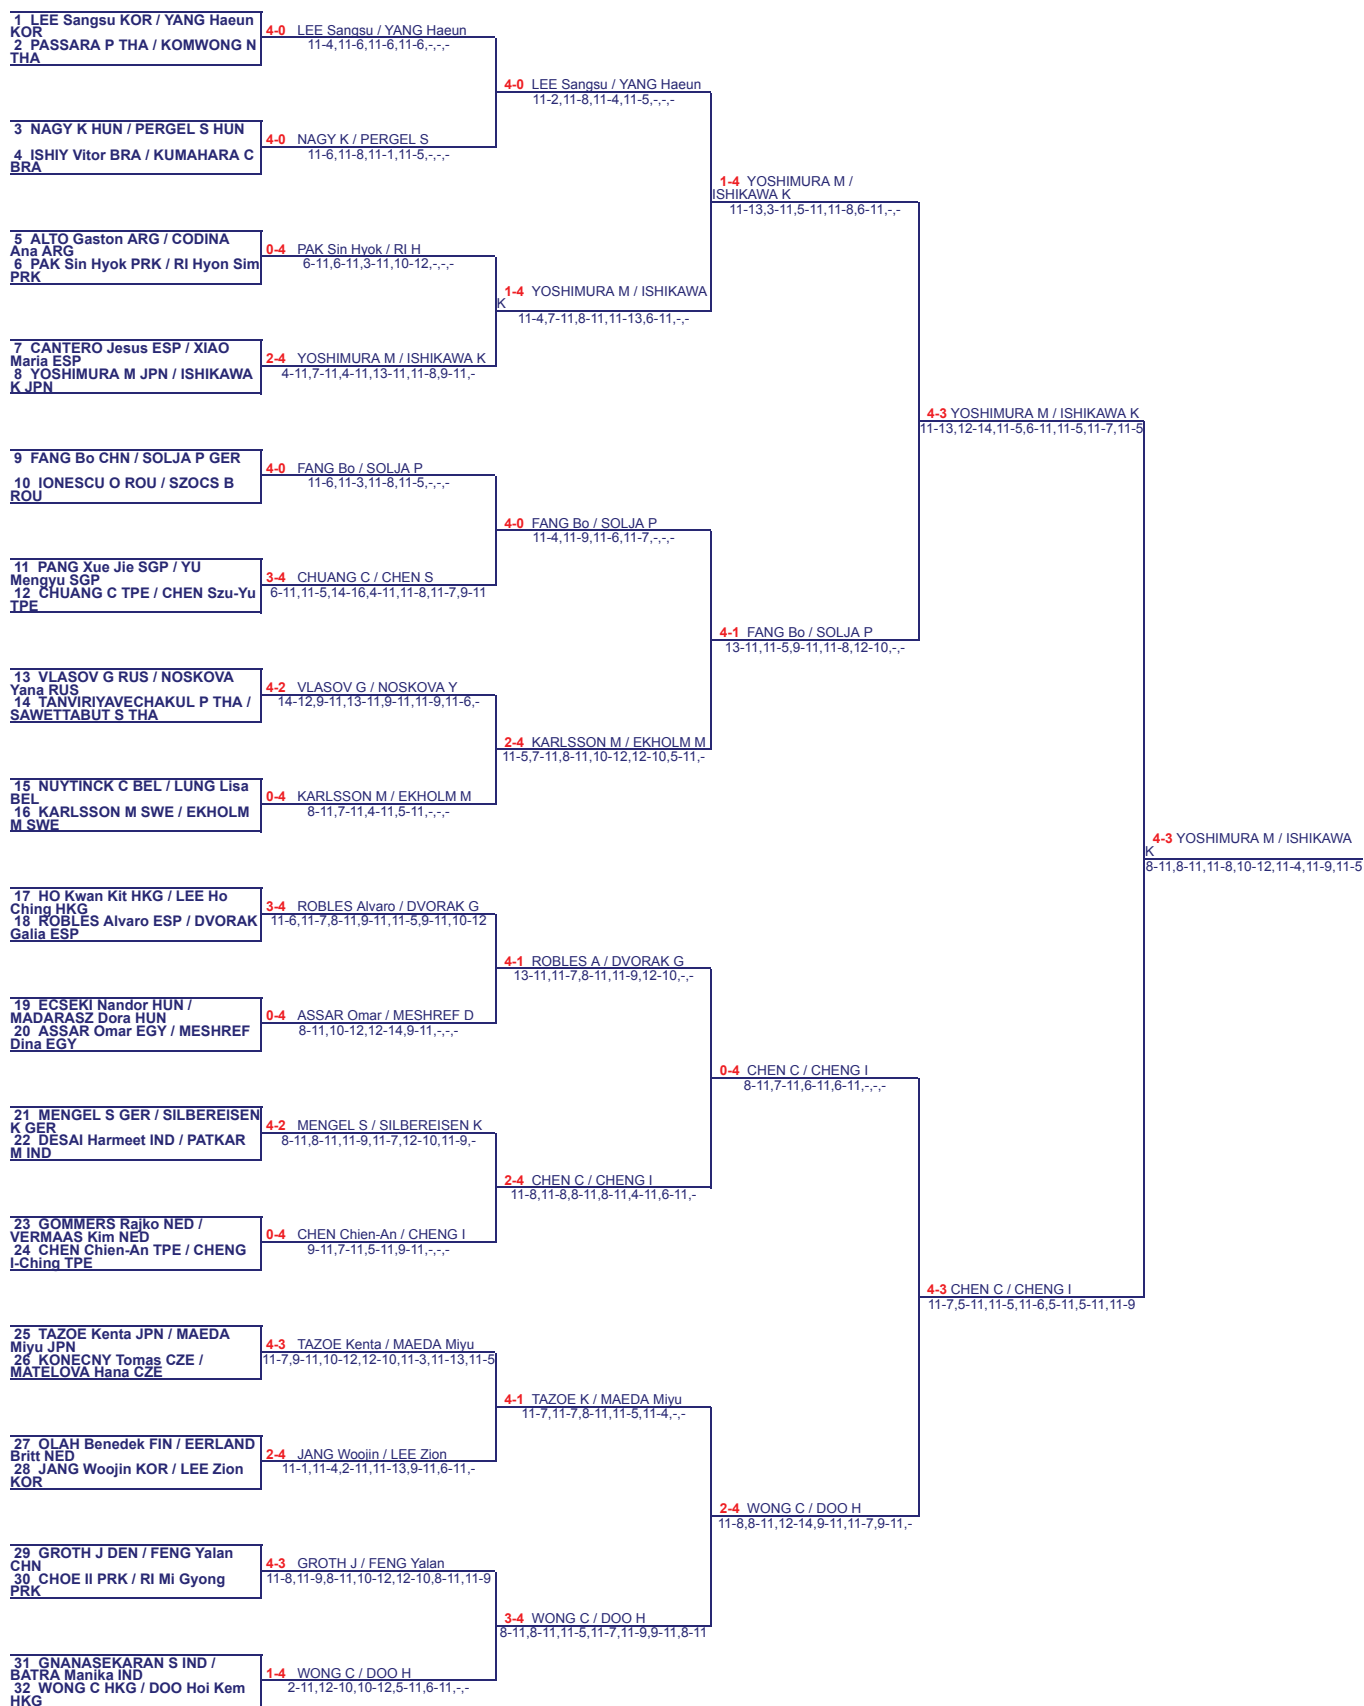 1 LEE Sangsu KOR / YANG Haeun
KOR
2 PASSARA P THA / KOMWONG N
THA
3 NAGY K HUN / PERGEL S HUN
4 ISHIY Vitor BRA / KUMAHARA C
BRA
5 ALTO Gaston ARG / CODINA
Ana ARG
6 PAK Sin Hyok PRK / RI Hyon Sim
PRK
7 CANTERO Jesus ESP / XIAO
Maria ESP
8 YOSHIMURA M JPN / ISHIKAWA
K JPN
9 FANG Bo CHN / SOLJA P GER
10 IONESCU O ROU / SZOCS B
ROU
11 PANG Xue Jie SGP / YU
Mengyu SGP
12 CHUANG C TPE / CHEN Szu-Yu
TPE
13 VLASOV G RUS / NOSKOVA
Yana RUS
14 TANVIRIYAVECHAKUL P THA /
SAWETTABUT S THA
15 NUYTINCK C BEL / LUNG Lisa
BEL
16 KARLSSON M SWE / EKHOLM
M SWE
17 HO Kwan Kit HKG / LEE Ho
Ching HKG
18 ROBLES Alvaro ESP / DVORAK
Galia ESP
19 ECSEKI Nandor HUN /
MADARASZ Dora HUN
20 ASSAR Omar EGY / MESHREF
Dina EGY
21 MENGEL S GER / SILBEREISEN
K GER
22 DESAI Harmeet IND / PATKAR
M IND
23 GOMMERS Rajko NED /
VERMAAS Kim NED
24 CHEN Chien-An TPE / CHENG
I-Ching TPE
25 TAZOE Kenta JPN / MAEDA
Miyu JPN
26 KONECNY Tomas CZE /
MATELOVA Hana CZE
27 OLAH Benedek FIN / EERLAND
Britt NED
28 JANG Woojin KOR / LEE Zion
KOR
29 GROTH J DEN / FENG Yalan
CHN
30 CHOE Il PRK / RI Mi Gyong
PRK
31 GNANASEKARAN S IND /
BATRA Manika IND
32 WONG C HKG / DOO Hoi Kem
HKG
4-0 LEE Sangsu / YANG Haeun
11-4,11-6,11-6,11-6,-,-,-
4-0 NAGY K / PERGEL S
11-6,11-8,11-1,11-5,-,-,-
0-4 PAK Sin Hyok / RI H
6-11,6-11,3-11,10-12,-,-,-
2-4 YOSHIMURA M / ISHIKAWA K
4-11,7-11,4-11,13-11,11-8,9-11,-
4-0 FANG Bo / SOLJA P
11-6,11-3,11-8,11-5,-,-,-
3-4 CHUANG C / CHEN S
6-11,11-5,14-16,4-11,11-8,11-7,9-11
4-2 VLASOV G / NOSKOVA Y
14-12,9-11,13-11,9-11,11-9,11-6,-
0-4 KARLSSON M / EKHOLM M
8-11,7-11,4-11,5-11,-,-,-
3-4 ROBLES Alvaro / DVORAK G
11-6,11-7,8-11,9-11,11-5,9-11,10-12
0-4 ASSAR Omar / MESHREF D
8-11,10-12,12-14,9-11,-,-,-
4-2 MENGEL S / SILBEREISEN K
8-11,8-11,11-9,11-7,12-10,11-9,-
0-4 CHEN Chien-An / CHENG I
9-11,7-11,5-11,9-11,-,-,-
4-3 TAZOE Kenta / MAEDA Miyu
11-7,9-11,10-12,12-10,11-3,11-13,11-5
2-4 JANG Woojin / LEE Zion
11-1,11-4,2-11,11-13,9-11,6-11,-
4-3 GROTH J / FENG Yalan
11-8,11-9,8-11,10-12,12-10,8-11,11-9
1-4 WONG C / DOO H
2-11,12-10,10-12,5-11,6-11,-,-
4-0 LEE Sangsu / YANG Haeun
11-2,11-8,11-4,11-5,-,-,-
1-4 YOSHIMURA M / ISHIKAWA
K
11-4,7-11,8-11,11-13,6-11,-,-
4-0 FANG Bo / SOLJA P
11-4,11-9,11-6,11-7,-,-,-
2-4 KARLSSON M / EKHOLM M
11-5,7-11,8-11,10-12,12-10,5-11,-
4-1 ROBLES A / DVORAK G
13-11,11-7,8-11,11-9,12-10,-,-
2-4 CHEN C / CHENG I
11-8,11-8,8-11,8-11,4-11,6-11,-
4-1 TAZOE K / MAEDA Miyu
11-7,11-7,8-11,11-5,11-4,-,-
3-4 WONG C / DOO H
8-11,8-11,11-5,11-7,11-9,9-11,8-11
1-4 YOSHIMURA M /
ISHIKAWA K
11-13,3-11,5-11,11-8,6-11,-,-
4-1 FANG Bo / SOLJA P
13-11,11-5,9-11,11-8,12-10,-,-
0-4 CHEN C / CHENG I
8-11,7-11,6-11,6-11,-,-,-
2-4 WONG C / DOO H
11-8,8-11,12-14,9-11,11-7,9-11,-
4-3 YOSHIMURA M / ISHIKAWA K
11-13,12-14,11-5,6-11,11-5,11-7,11-5
4-3 CHEN C / CHENG I
11-7,5-11,11-5,11-6,5-11,5-11,11-9
4-3 YOSHIMURA M / ISHIKAWA
K
8-11,8-11,11-8,10-12,11-4,11-9,11-5